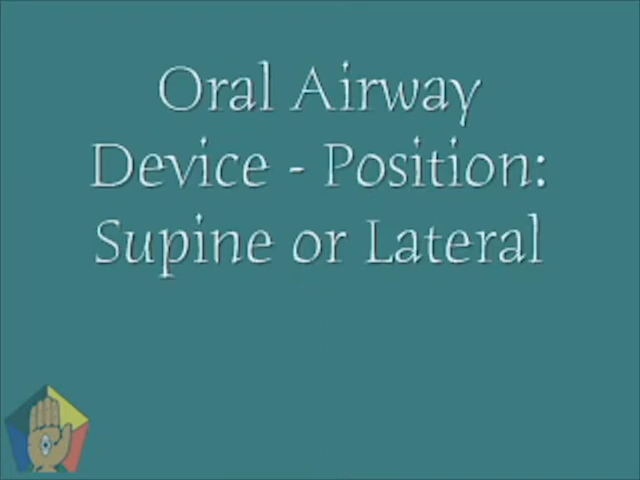 Oral Airway
Device - Position:
Supine or Lateral